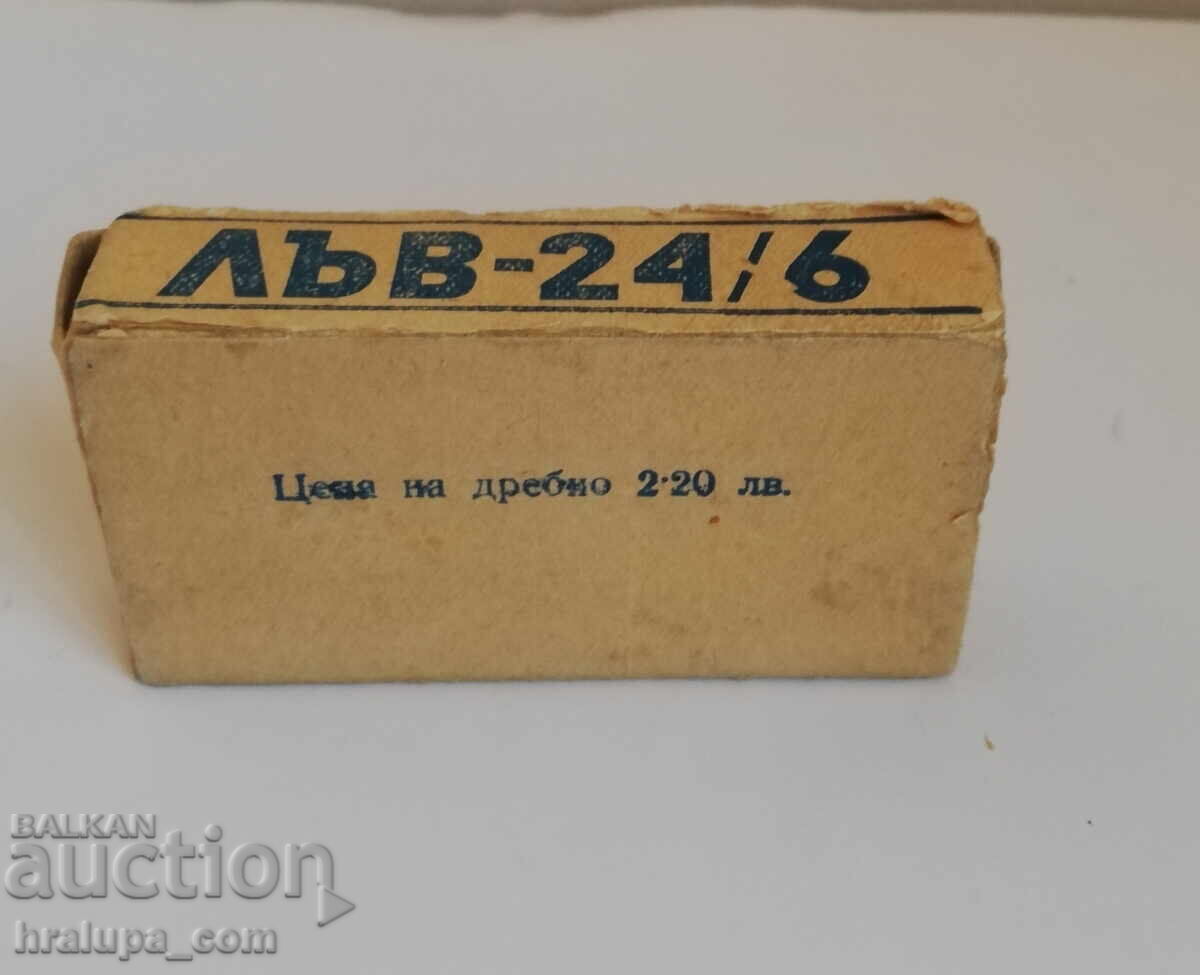 ЛЪВ-24/6
Цена на дребно 2·20 лв.
BALKAN
auction
hralupa_com